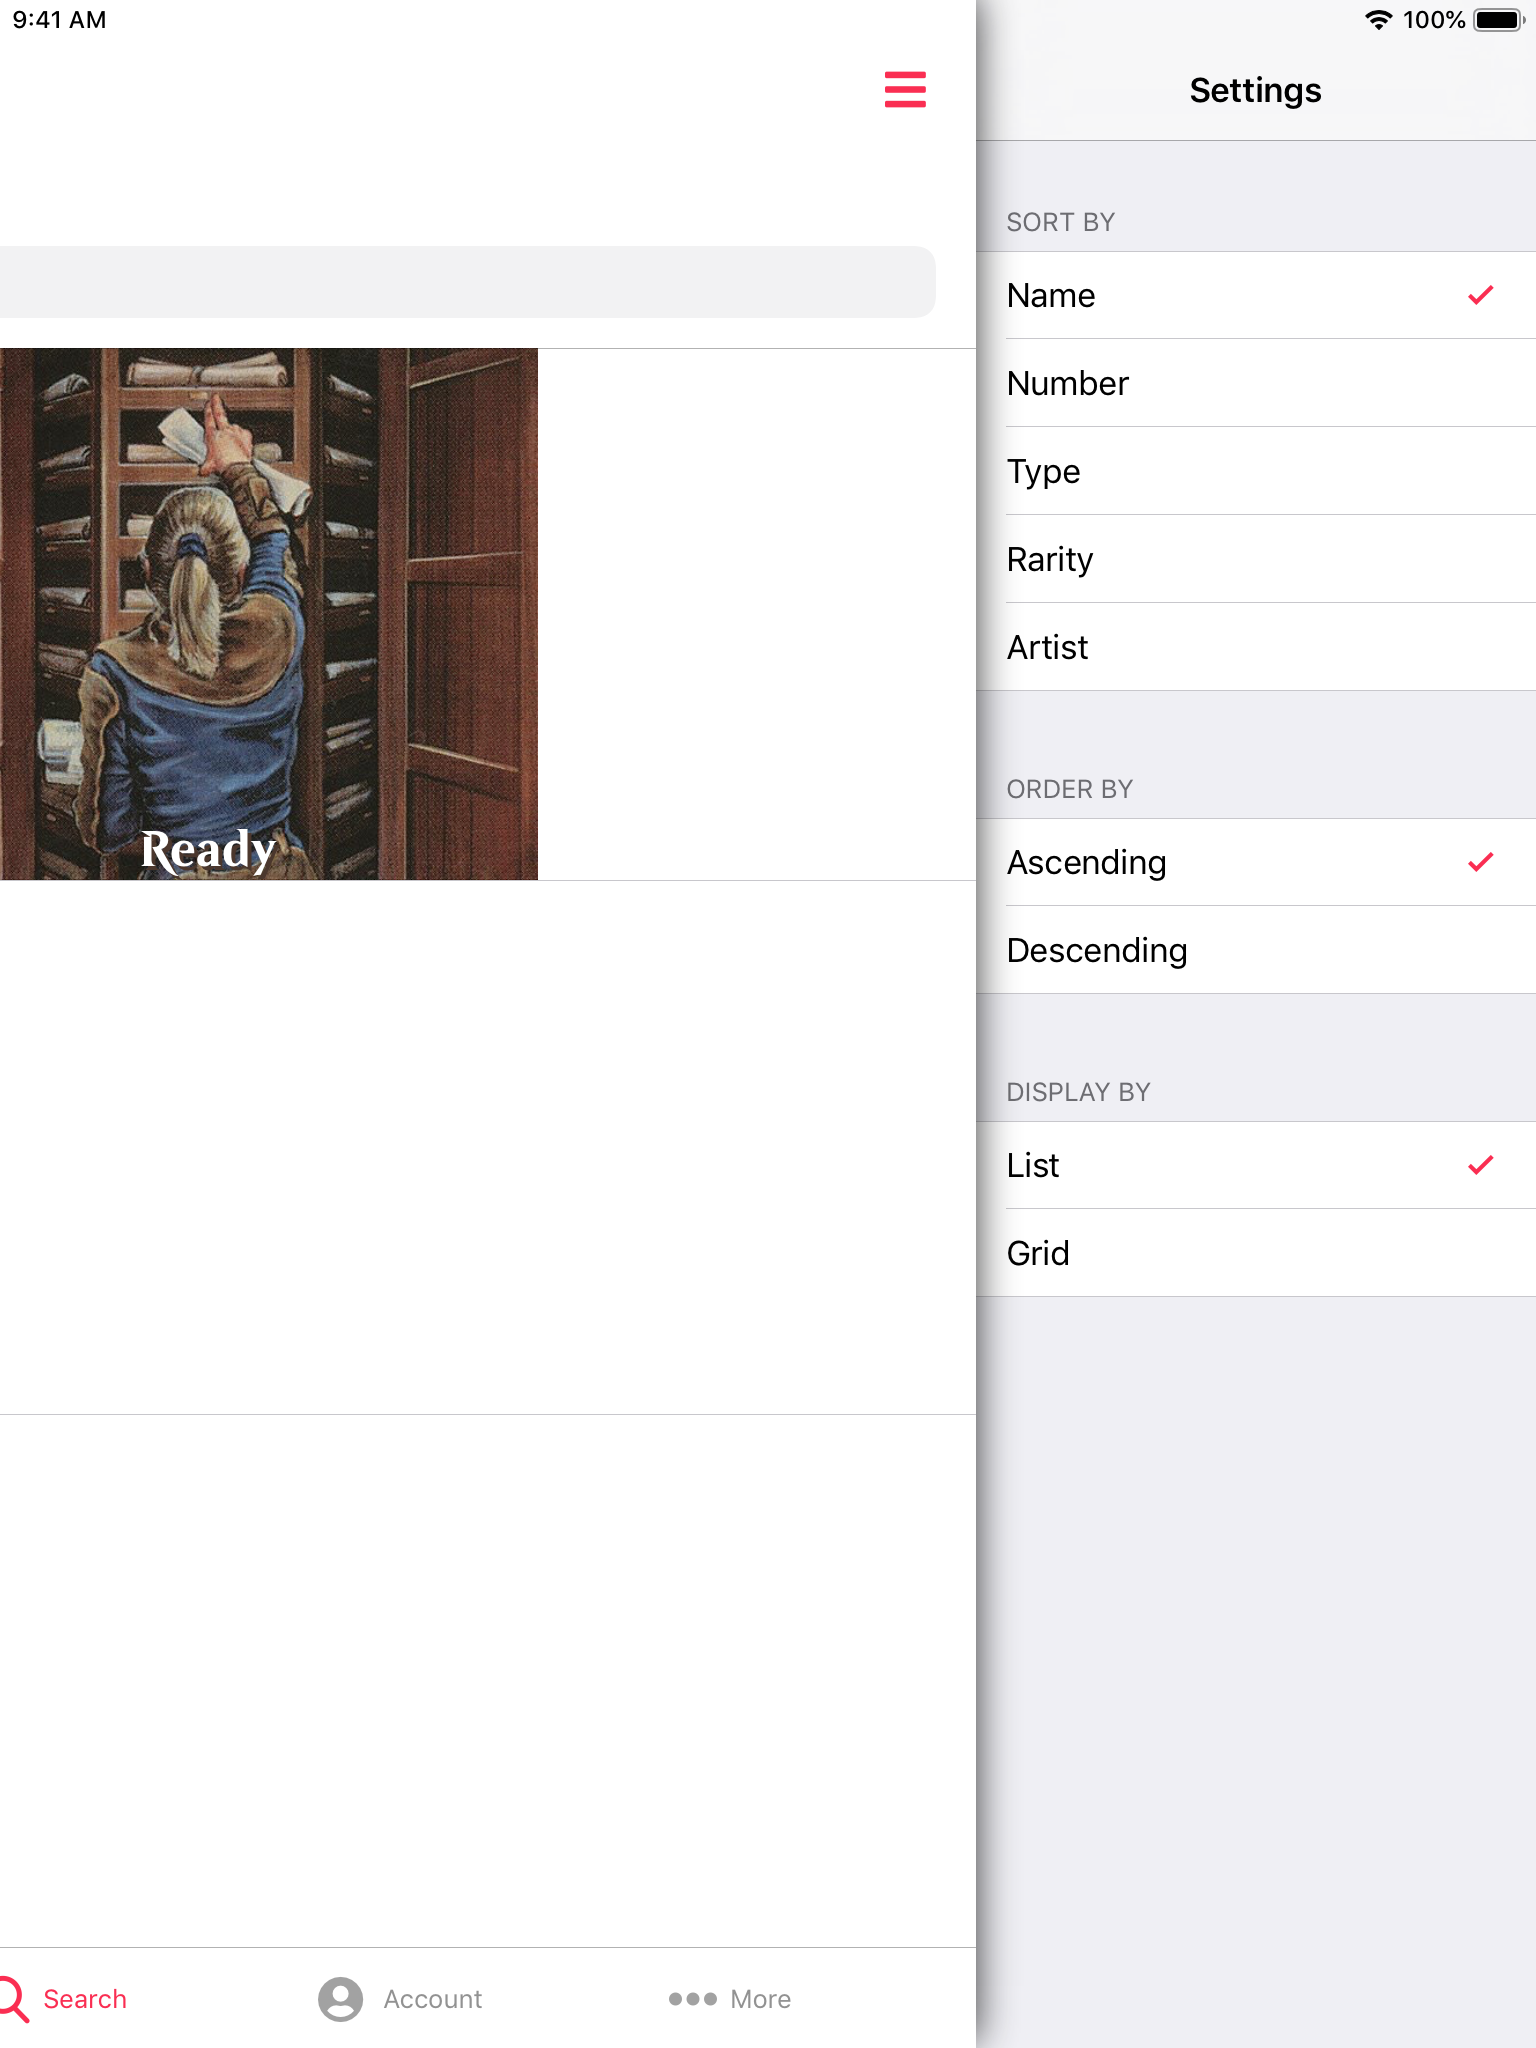 9:41 AM
100%
Settings
SORT BY
Name
Number
Type
Rarity
Artist
ORDER BY
Ascending
Descending
DISPLAY BY
List
Grid
Ready
Search
Account
More